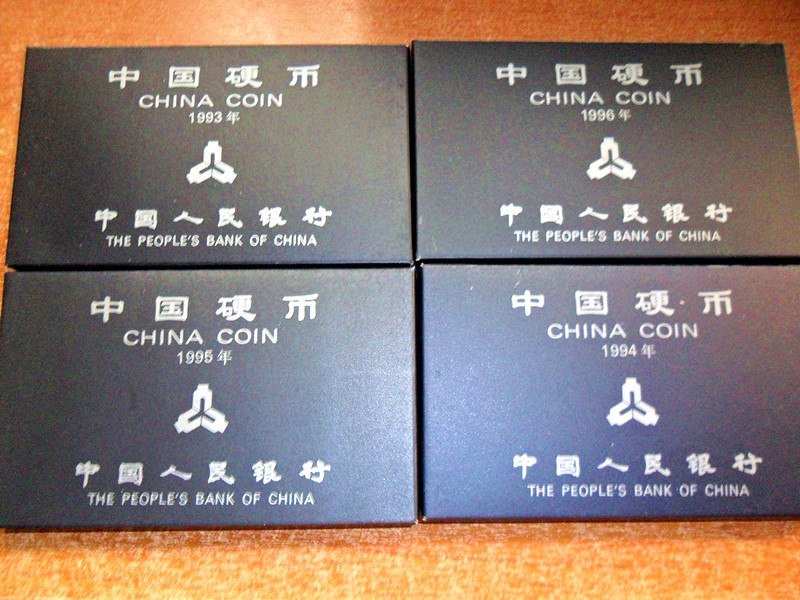 中国硬币
CHINA COIN
1993年
中国人民银行
THE PEOPLE'S BANK OF CHINA
中国硬币
CHINA COIN
1996年
中国人民银行
THE PEOPLE'S BANK OF CHINA
中国硬币
CHINA COIN
1995年
中国人民银行
THE PEOPLE'S BANK OF CHINA
中国硬币
CHINA COIN
1994年
中国人民银行
THE PEOPLE'S BANK OF CHINA